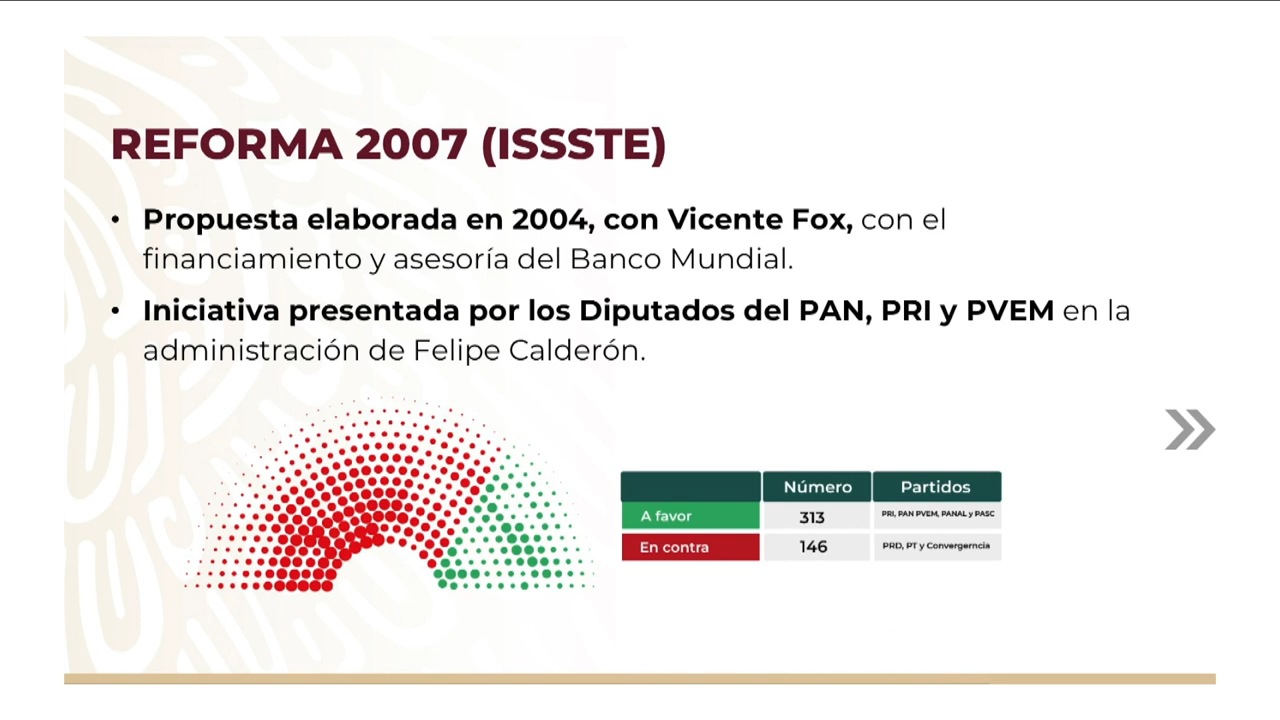 REFORMA 2007 (ISSSTE)
• Propuesta elaborada en 2004, con Vicente Fox, con el
financiamiento y asesoría del Banco Mundial.
• Iniciativa presentada por los Diputados del PAN, PRI y PVEM en la
administración de Felipe Calderón.
Número Partidos
A favor 313 PRI, PAN PVEM, PANAL y PASC
En contra 146 PRD, PT y Convergerncia